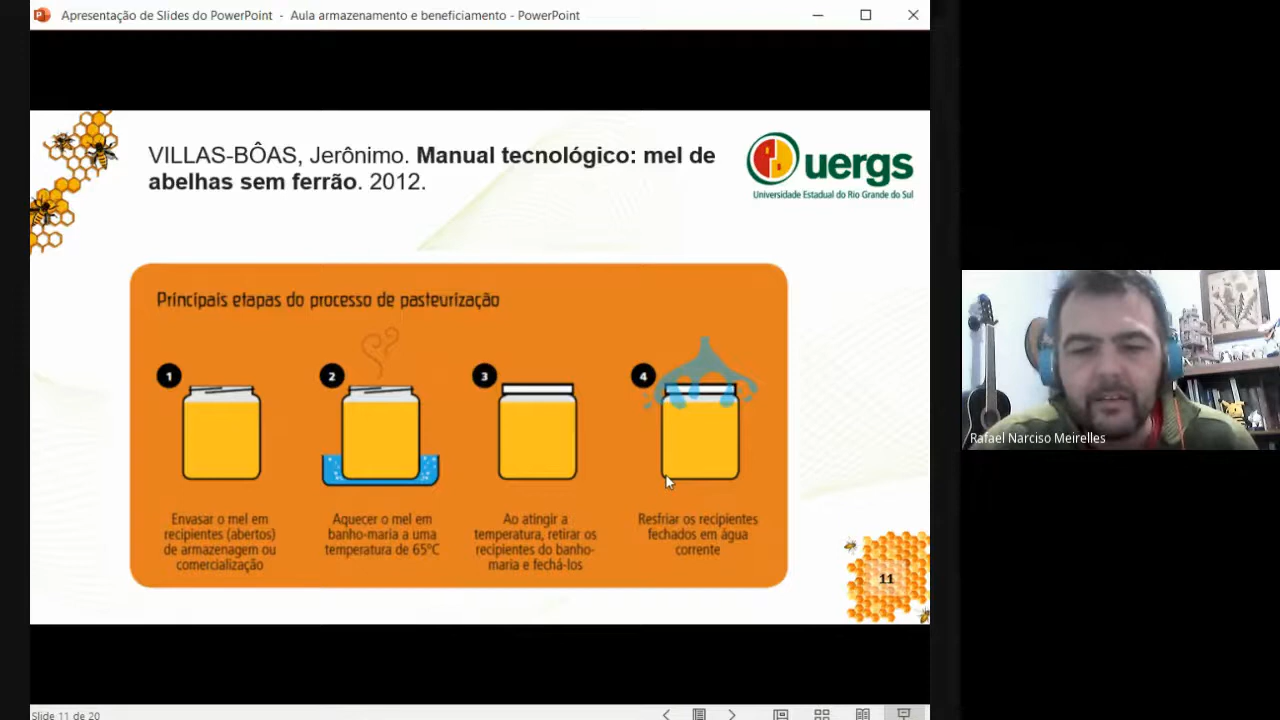 Apresentação de Slides do PowerPoint - Aula armazenamento e beneficiamento - PowerPoint
VILLAS-BÔAS, Jerônimo. Manual tecnológico: mel de
abelhas sem ferrão. 2012.
uergs
Universidade Estadual do Rio Grande do Sul
Principais etapas do processo de pasteurização
1
2
3
4
Envasar o mel em
recipientes (abertos)
de armazenagem ou
comercialização
Aquecer o mel em
banho-maria a uma
temperatura de 65ºC
Ao atingir a
temperatura, retirar os
recipientes do banho-
maria e fechá-los
Resfriar os recipientes
fechados em água
corrente
11
Rafael Narciso Meirelles
Slide 11 de 20